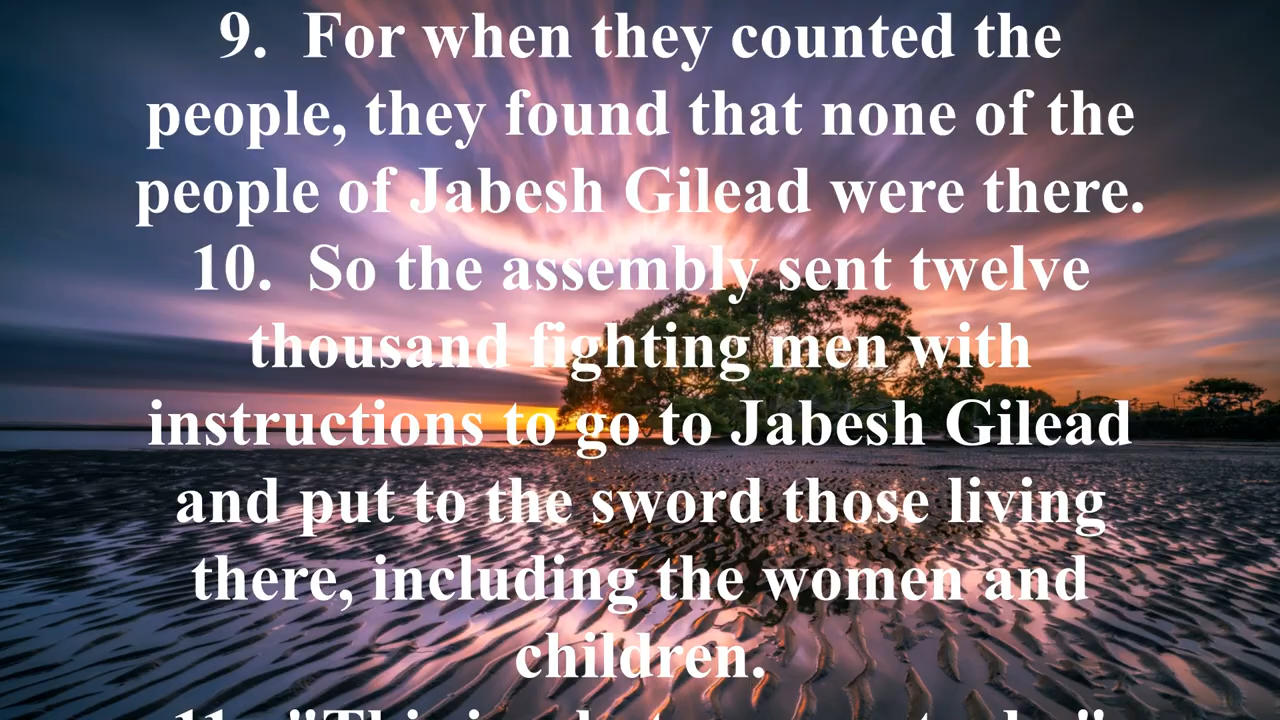 9.  For when they counted the
people, they found that none of the
people of Jabesh Gilead were there.
10.  So the assembly sent twelve
thousand fighting men with
instructions to go to Jabesh Gilead
and put to the sword those living
there, including the women and
children.